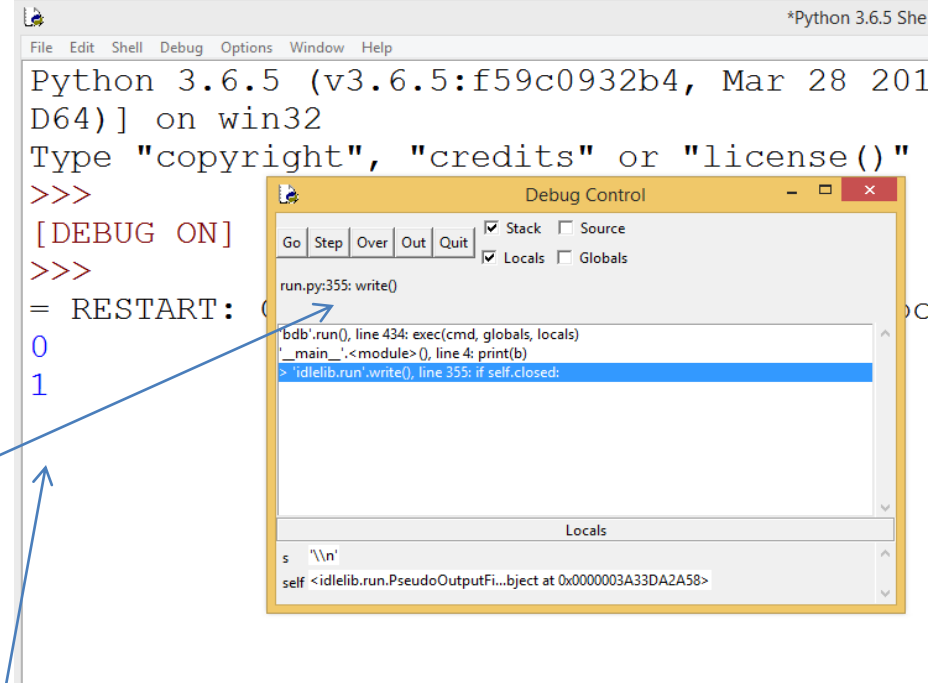 *Python 3.6.5 She
File Edit Shell Debug Options Window Help
Python 3.6.5 (v3.6.5:f59c0932b4, Mar 28 201
D64)] on win32
Type "copyright", "credits" or "license()"
>>>
[DEBUG ON]
>>>
= RESTART:
0
1
Debug Control
Go Step Over Out Quit Stack Source
Locals Globals
run.py:355: write()
'bdb'.run(), line 434: exec(cmd, globals, locals)
'__main__'.<module>(), line 4: print(b)
> 'idlelib.run'.write(), line 355: if self.closed:
Locals
s '\\n'
self <idlelib.run.PseudoOutputFi...bject at 0x0000003A33DA2A58>